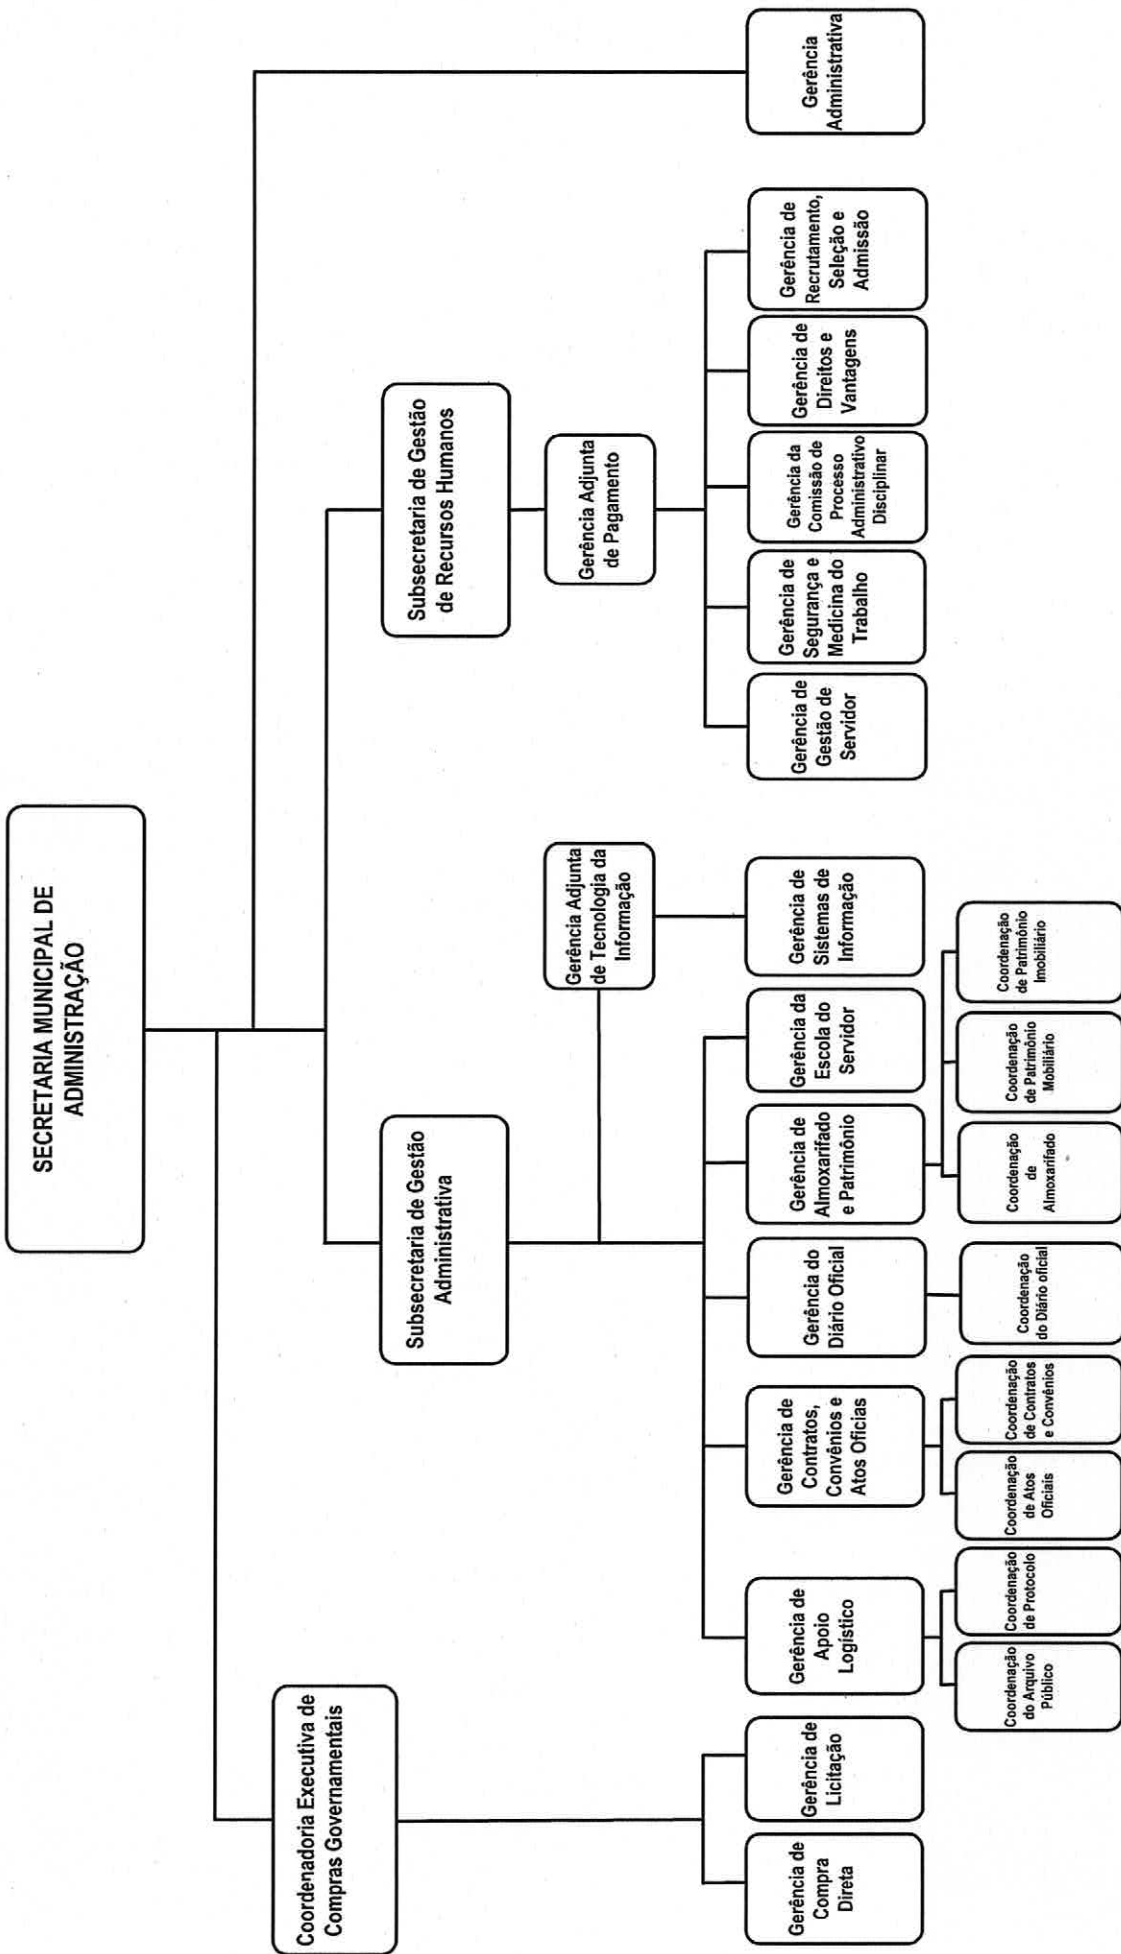 SECRETARIA MUNICIPAL DE
ADMINISTRAÇÃO
Coordenadoria Executiva de
Compras Governamentais
Subsecretaria de Gestão
Administrativa
Subsecretaria de Gestão
de Recursos Humanos
Gerência Adjunta
de Tecnologia da
Informação
Gerência Adjunta
de Pagamento
Gerência de
Compra
Direta
Gerência de
Licitação
Gerência de
Apoio
Logístico
Gerência de
Contratos,
Convênios e
Atos Oficias
Gerência do
Diário Oficial
Gerência de
Almoxarifado
e Patrimônio
Gerência da
Escola do
Servidor
Gerência de
Sistemas de
Informação
Gerência de
Gestão de
Servidor
Gerência de
Segurança e
Medicina do
Trabalho
Gerência da
Comissão de
Processo
Administrativo
Disciplinar
Gerência de
Direitos e
Vantagens
Gerência de
Recrutamento,
Seleção e
Admissão
Gerência
Administrativa
Coordenação
do Arquivo
Público
Coordenação
de Protocolo
Coordenação
de Atos
Oficiais
Coordenação
de Contratos
e Convênios
Coordenação
do Diário oficial
Coordenação
de
Almoxarifado
Coordenação
de Patrimônio
Mobiliário
Coordenação
de Patrimônio
Imobiliário